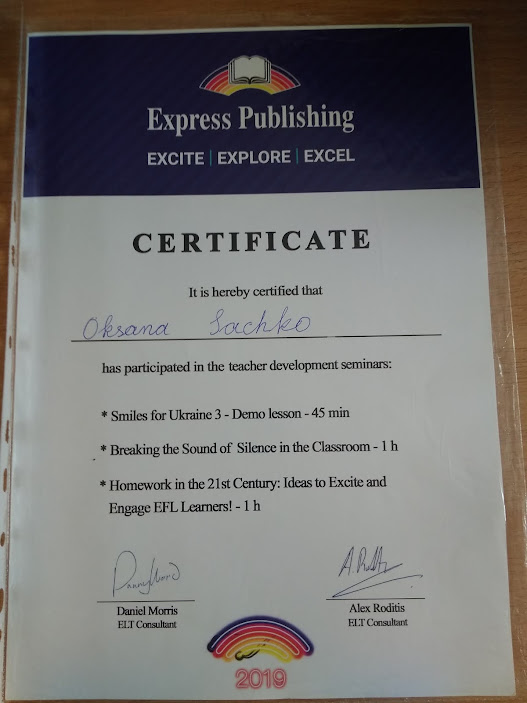 Express Publishing
EXCITE | EXPLORE | EXCEL
CERTIFICATE
It is hereby certified that
Oksana Sachko
has participated in the teacher development seminars:
* Smiles for Ukraine 3 - Demo lesson - 45 min
* Breaking the Sound of Silence in the Classroom - 1 h
* Homework in the 21st Century: Ideas to Excite and
Engage EFL Learners! - 1 h
Daniel Morris
ELT Consultant
Alex Roditis
ELT Consultant
2019